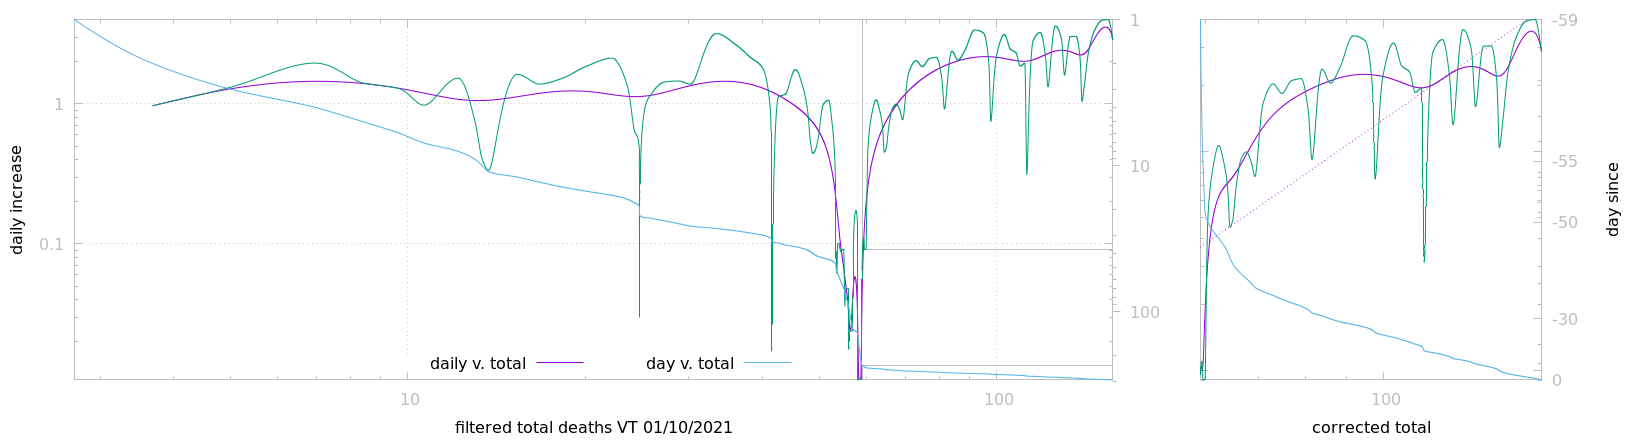 1
-59
1
10
-55
daily increase
day since
-50
0.1
100
-30
daily v. total
day v. total
0
10
100
100
filtered total deaths VT 01/10/2021
corrected total